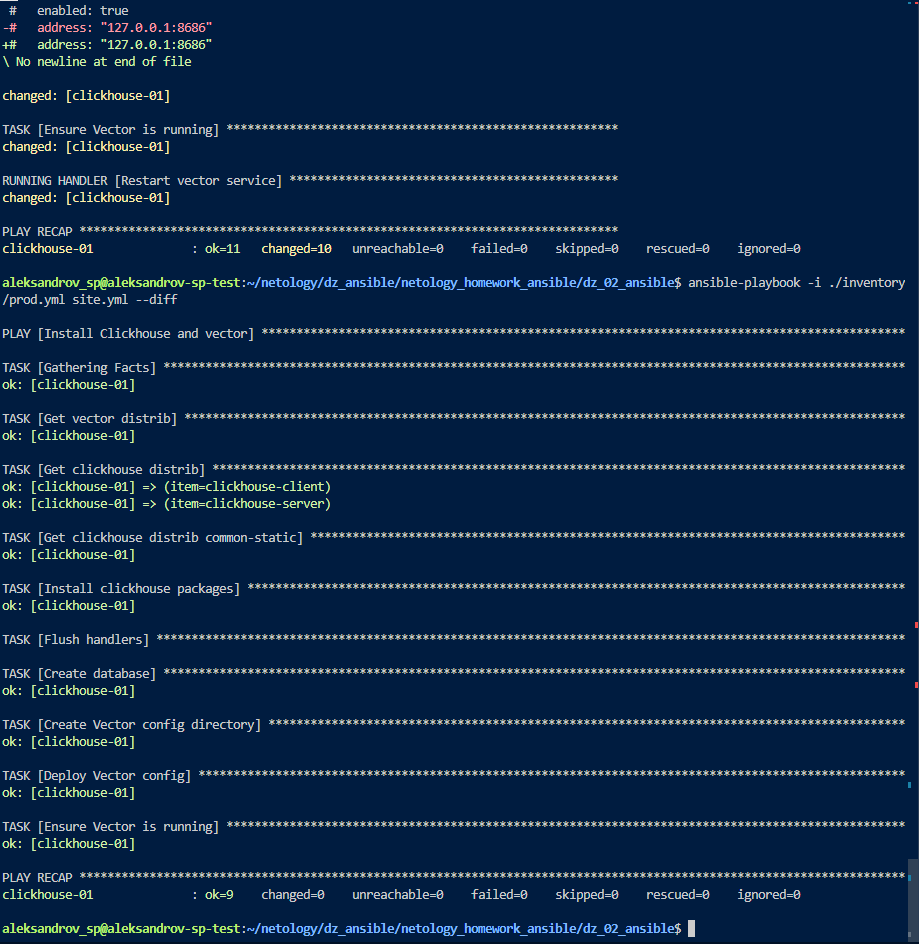 #   enabled: true
-#   address: "127.0.0.1:8686"
+#   address: "127.0.0.1:8686"
\ No newline at end of file
changed: [clickhouse-01]
TASK [Ensure Vector is running] ********************************************************
changed: [clickhouse-01]
RUNNING HANDLER [Restart vector service] ***********************************************
changed: [clickhouse-01]
PLAY RECAP *****************************************************************************
clickhouse-01              : ok=11   changed=10   unreachable=0    failed=0    skipped=0    rescued=0    ignored=0
aleksandrov_sp@aleksandrov-sp-test:~/netology/dz_ansible/netology_homework_ansible/dz_02_ansible$ ansible-playbook -i ./inventory
/prod.yml site.yml --diff
PLAY [Install Clickhouse and vector] ********************************************************************************************
TASK [Gathering Facts] **********************************************************************************************************
ok: [clickhouse-01]
TASK [Get vector distrib] *******************************************************************************************************
ok: [clickhouse-01]
TASK [Get clickhouse distrib] ***************************************************************************************************
ok: [clickhouse-01] => (item=clickhouse-client)
ok: [clickhouse-01] => (item=clickhouse-server)
TASK [Get clickhouse distrib common-static] *************************************************************************************
ok: [clickhouse-01]
TASK [Install clickhouse packages] **********************************************************************************************
ok: [clickhouse-01]
TASK [Flush handlers] ***********************************************************************************************************
TASK [Create database] **********************************************************************************************************
ok: [clickhouse-01]
TASK [Create Vector config directory] *******************************************************************************************
ok: [clickhouse-01]
TASK [Deploy Vector config] *****************************************************************************************************
ok: [clickhouse-01]
TASK [Ensure Vector is running] *************************************************************************************************
ok: [clickhouse-01]
PLAY RECAP **********************************************************************************************************************
clickhouse-01              : ok=9    changed=0    unreachable=0    failed=0    skipped=0    rescued=0    ignored=0
aleksandrov_sp@aleksandrov-sp-test:~/netology/dz_ansible/netology_homework_ansible/dz_02_ansible$